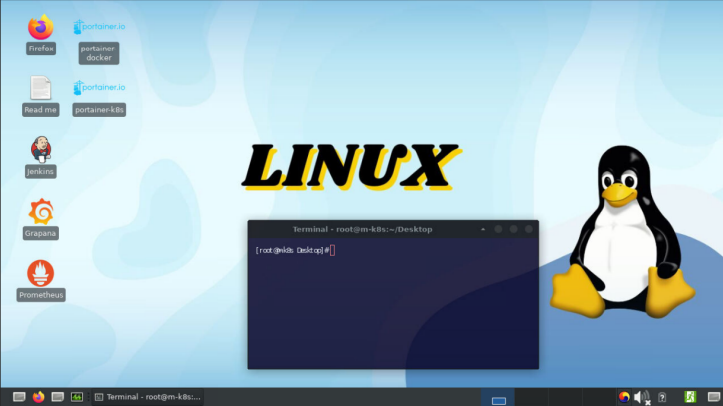 Firefox
portainer.io
portainer
docker
Read me
portainer.io
portainer-k8s
Jenkins
Grapana
Prometheus
LINUX
Terminal - root@m-k8s:~/Desktop
[root@m-k8s Desktop]#
Terminal - root@m-k8s:...